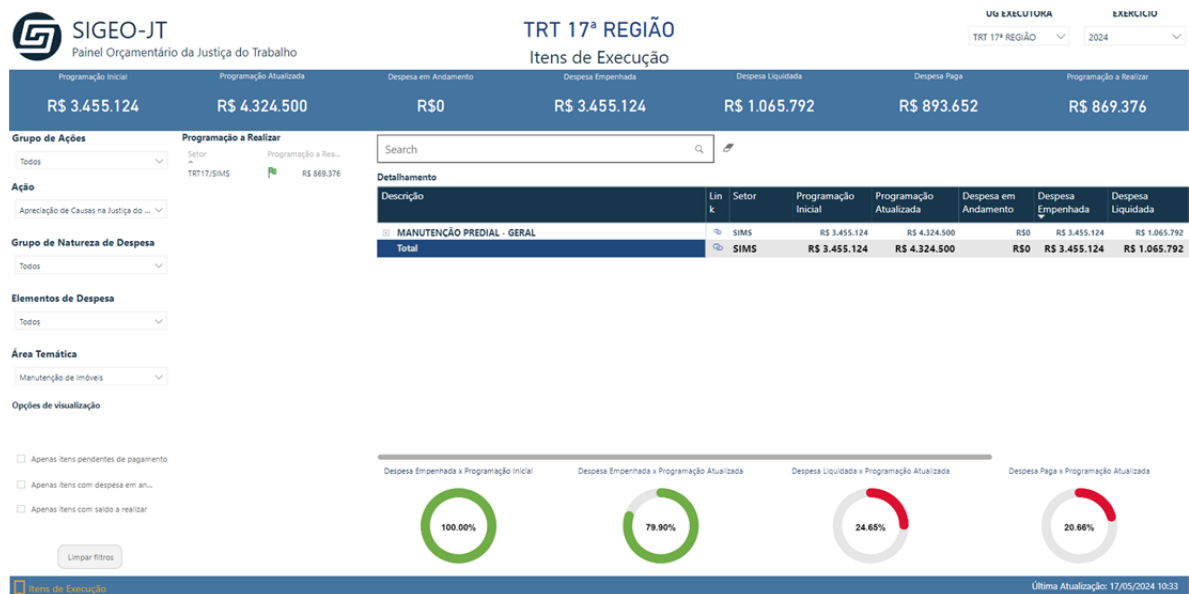 SIGEO-JT
Painel Orçamentário da Justiça do Trabalho
TRT 17ª REGIÃO
Itens de Execução
UG EXECUTORA
EXERCICIO
TRT 17ª REGIÃO
2024
Programação Inicial
Programação Atualizada
Despesa em Andamento
Despesa Empenhada
Despesa Liquidada
Despesa Paga
Programação a Realizar
R$ 3.455.124
R$ 4.324.500
R$0
R$ 3.455.124
R$ 1.065.792
R$ 893.652
R$ 869.376
Grupo de Ações
Todos
Ação
Apreciação de Causas na Justiça do ...
Grupo de Natureza de Despesa
Todos
Elementos de Despesa
Todos
Área Temática
Manutenção de Imóveis
Opções de visualização
Apenas itens pendentes de pagamento
Apenas itens com despesa em an...
Apenas itens com saldo a realizar
Limpar filtros
Programação a Realizar
Setor Programação a Rea...
TRT17/SIMS R$ 869.376
Search
Detalhamento
Descrição Link Setor Programação Inicial Programação Atualizada Despesa em Andamento Despesa Empenhada Despesa Liquidada
MANUTENÇÃO PREDIAL - GERAL SIMS R$ 3.455.124 R$ 4.324.500 R$0 R$ 3.455.124 R$ 1.065.792
Total SIMS R$ 3.455.124 R$ 4.324.500 R$0 R$ 3.455.124 R$ 1.065.792
Despesa Empenhada x Programação Inicial
Despesa Empenhada x Programação Atualizada
Despesa Liquidada x Programação Atualizada
Despesa Paga x Programação Atualizada
100.00%
79.90%
24.65%
20.66%
Itens de Execução
Última Atualização: 17/05/2024 10:33